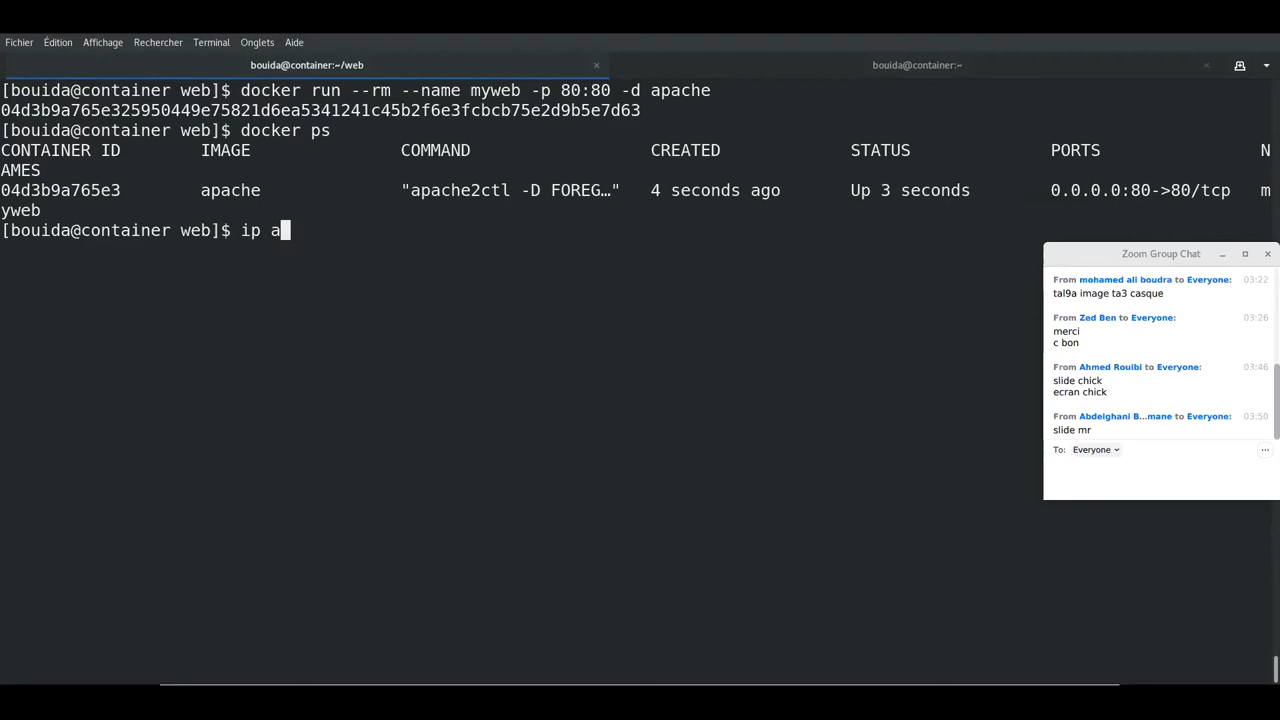 Fichier Édition Affichage Rechercher Terminal Onglets Aide
bouida@container:~/web × bouida@container:~ ×
[bouida@container web]$ docker run --rm --name myweb -p 80:80 -d apache
04d3b9a765e325950449e75821d6ea5341241c45b2f6e3fcbcb75e2d9b5e7d63
[bouida@container web]$ docker ps
CONTAINER ID IMAGE COMMAND CREATED STATUS PORTS N
AMES
04d3b9a765e3 apache "apache2ctl -D FOREG…" 4 seconds ago Up 3 seconds 0.0.0.0:80->80/tcp m
yweb
[bouida@container web]$ ip a
Zoom Group Chat
From mohamed ali boudra to Everyone: 03:22
tal9a image ta3 casque
From Zed Ben to Everyone: 03:26
merci
c bon
From Ahmed Rouibi to Everyone: 03:46
slide chick
ecran chick
From Abdelghani B...mane to Everyone: 03:50
slide mr
To: Everyone